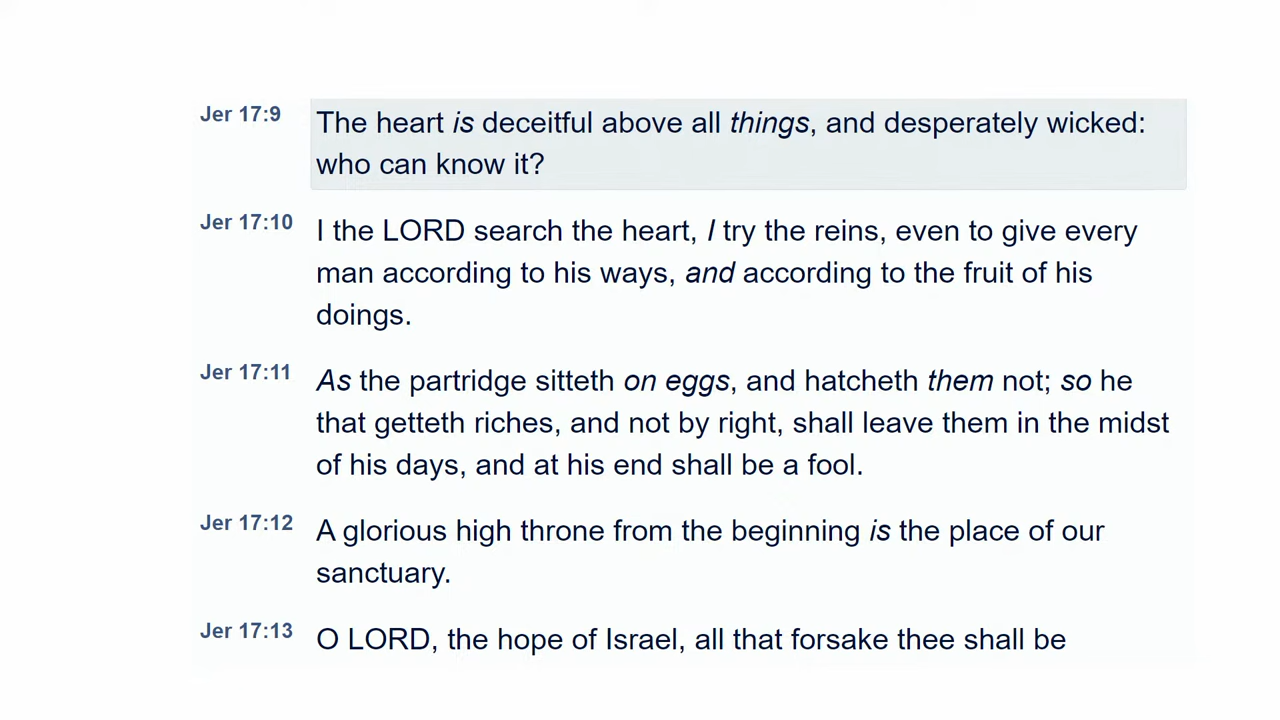 Jer 17:9 The heart is deceitful above all things, and desperately wicked:
who can know it?
Jer 17:10 I the LORD search the heart, I try the reins, even to give every
man according to his ways, and according to the fruit of his
doings.
Jer 17:11 As the partridge sitteth on eggs, and hatcheth them not; so he
that getteth riches, and not by right, shall leave them in the midst
of his days, and at his end shall be a fool.
Jer 17:12 A glorious high throne from the beginning is the place of our
sanctuary.
Jer 17:13 O LORD, the hope of Israel, all that forsake thee shall be